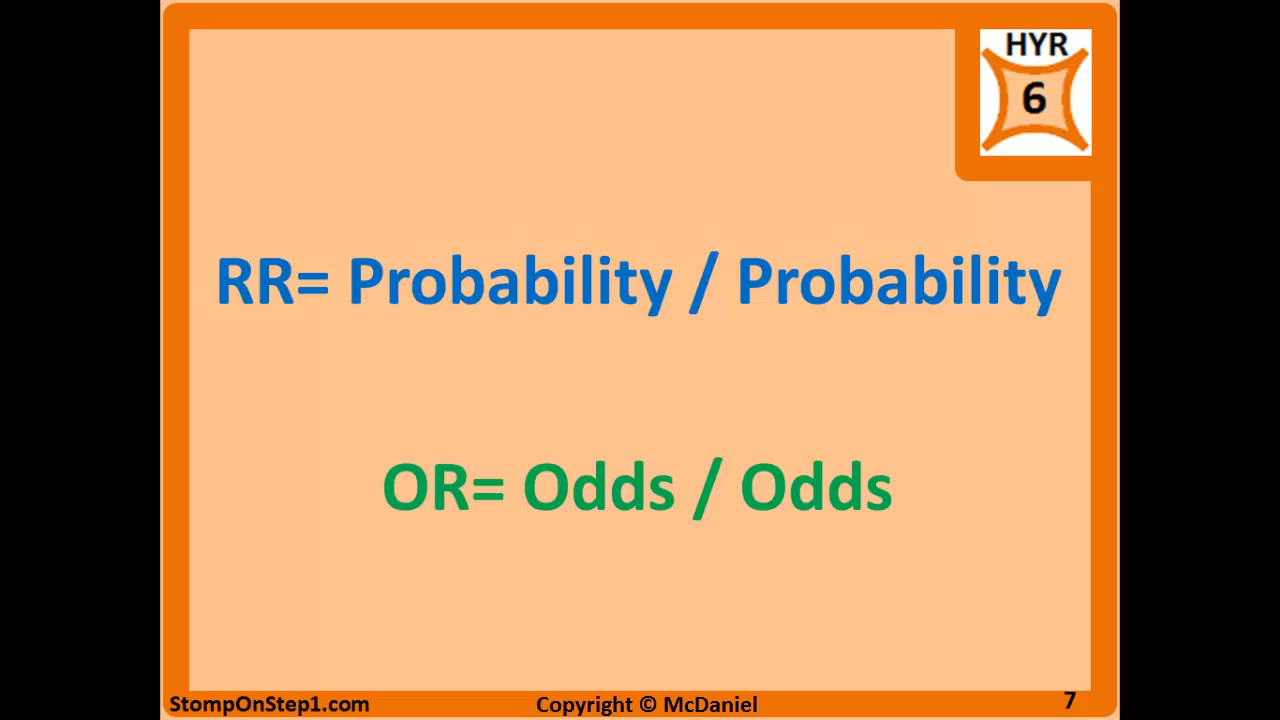 HYR
6
RR= Probability / Probability
OR= Odds / Odds
StompOnStep1.com
Copyright © McDaniel
7